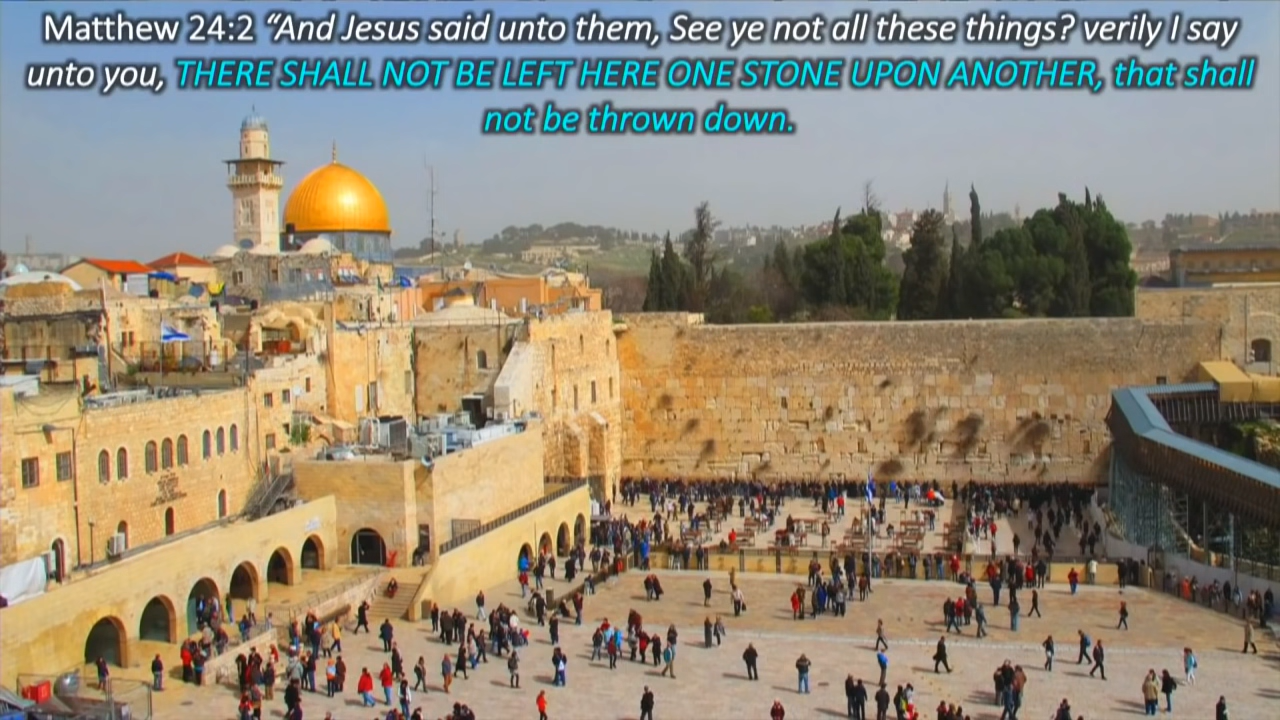 Matthew 24:2 “And Jesus said unto them, See ye not all these things? verily I say
unto you, THERE SHALL NOT BE LEFT HERE ONE STONE UPON ANOTHER, that shall
not be thrown down.